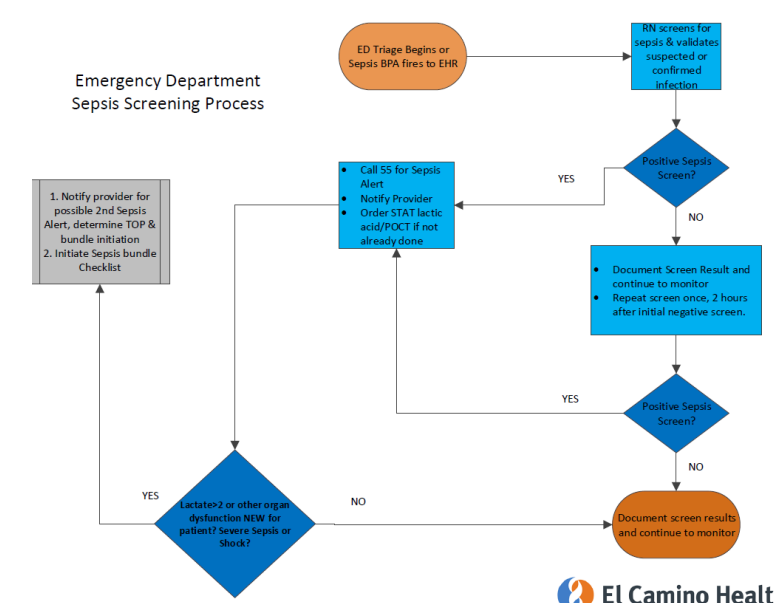 Emergency Department
Sepsis Screening Process
ED Triage Begins or
Sepsis BPA fires to EHR
RN screens for
sepsis & validates
suspected or
confirmed
infection
Positive Sepsis
Screen?
YES
NO
• Call 55 for Sepsis
Alert
• Notify Provider
• Order STAT lactic
acid/POCT if not
already done
1. Notify provider for
possible 2nd Sepsis
Alert, determine TOP &
bundle initiation
2. Initiate Sepsis bundle
Checklist
• Document Screen Result and
continue to monitor
• Repeat screen once, 2 hours
after initial negative screen.
Positive Sepsis
Screen?
YES
NO
Lactate>2 or other organ
dysfunction NEW for
patient? Severe Sepsis or
Shock?
YES
NO
Document screen results
and continue to monitor
El Camino Healt